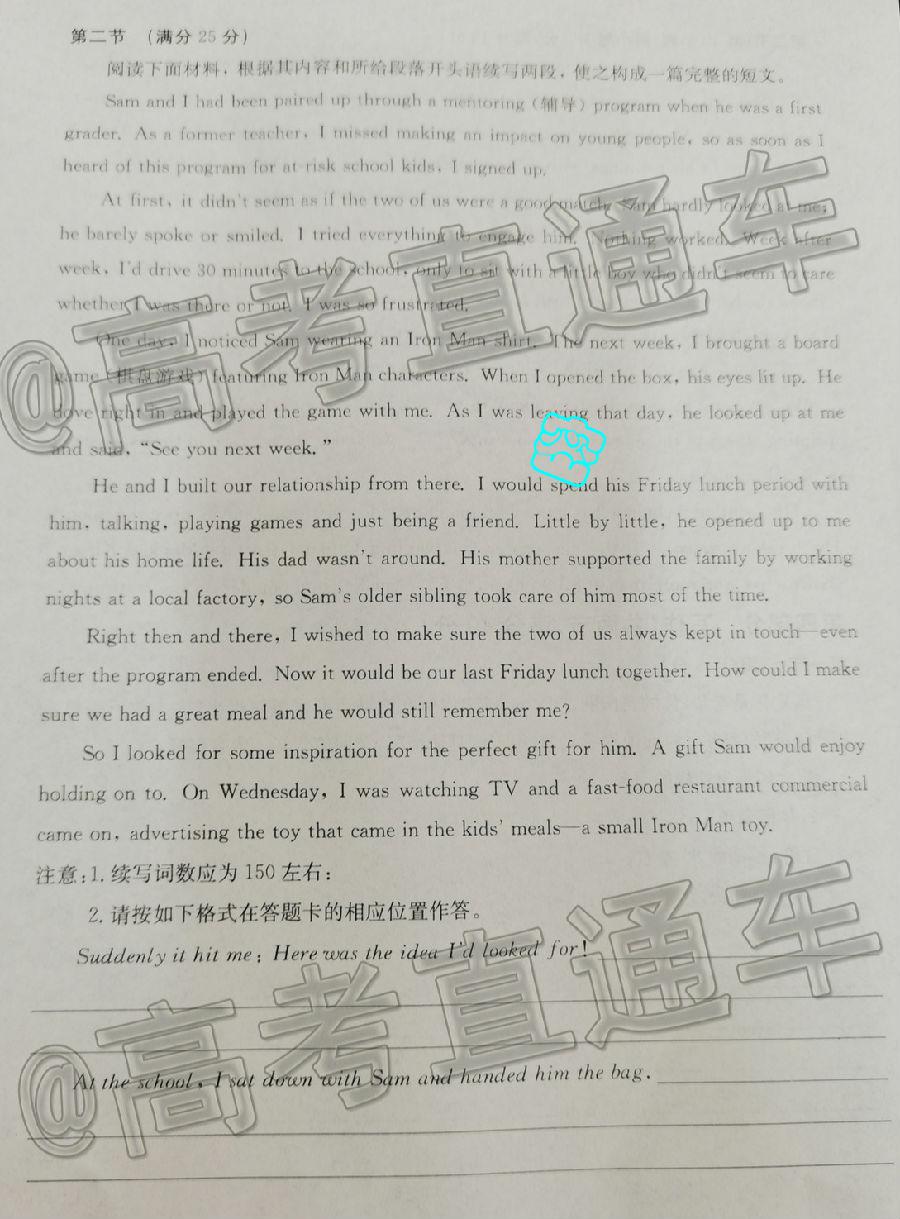 第二节 (满分 25 分)
阅读下面材料，根据其内容和所给段落开头语续写两段，使之构成一篇完整的短文。
Sam and I had been paired up through a mentoring (辅导) program when he was a first
grader. As a former teacher, I missed making an impact on young people, so as soon as I
heard of this program for at-risk school kids, I signed up.
At first, it didn't seem as if the two of us were a good match. Sam hardly looked at me;
he barely spoke or smiled. I tried everything to engage him. Nothing worked. Week after
week, I'd drive 30 minutes to the school, only to sit with a little boy who didn't seem to care
whether I was there or not. I was so frustrated.
One day, I noticed Sam wearing an Iron Man shirt. The next week, I brought a board
game (棋盘游戏) featuring Iron Man characters. When I opened the box, his eyes lit up. He
dove right in and played the game with me. As I was leaving that day, he looked up at me
and said, "See you next week."
He and I built our relationship from there. I would spend his Friday lunch period with
him, talking, playing games and just being a friend. Little by little, he opened up to me
about his home life. His dad wasn't around. His mother supported the family by working
nights at a local factory, so Sam's older sibling took care of him most of the time.
Right then and there, I wished to make sure the two of us always kept in touch—even
after the program ended. Now it would be our last Friday lunch together. How could I make
sure we had a great meal and he would still remember me?
So I looked for some inspiration for the perfect gift for him. A gift Sam would enjoy
holding on to. On Wednesday, I was watching TV and a fast-food restaurant commercial
came on, advertising the toy that came in the kids' meals—a small Iron Man toy.
注意:1. 续写词数应为 150 左右;
2. 请按如下格式在答题卡的相应位置作答。
Suddenly it hit me: Here was the idea I'd looked for!
At the school, I sat down with Sam and handed him the bag.
@高考直通车
@高考直通车